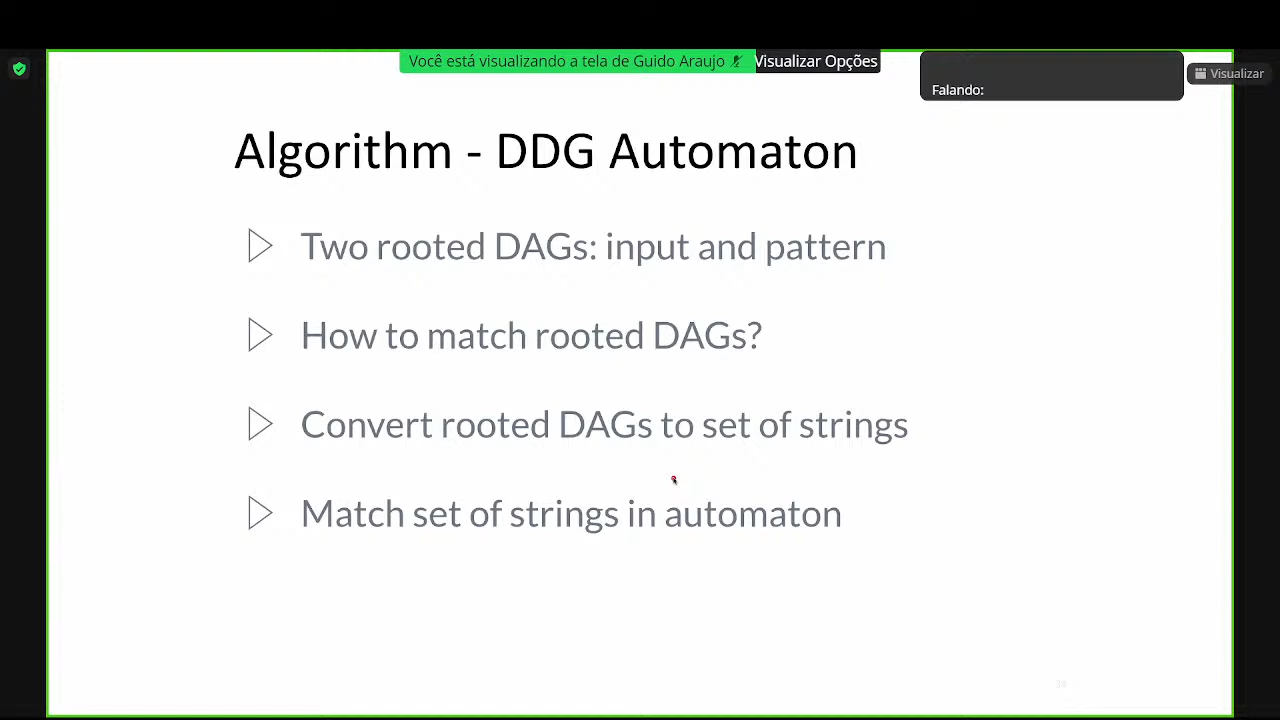 Você está visualizando a tela de Guido Araujo
Visualizar Opções
Falando:
Visualizar
Algorithm - DDG Automaton
Two rooted DAGs: input and pattern
How to match rooted DAGs?
Convert rooted DAGs to set of strings
Match set of strings in automaton